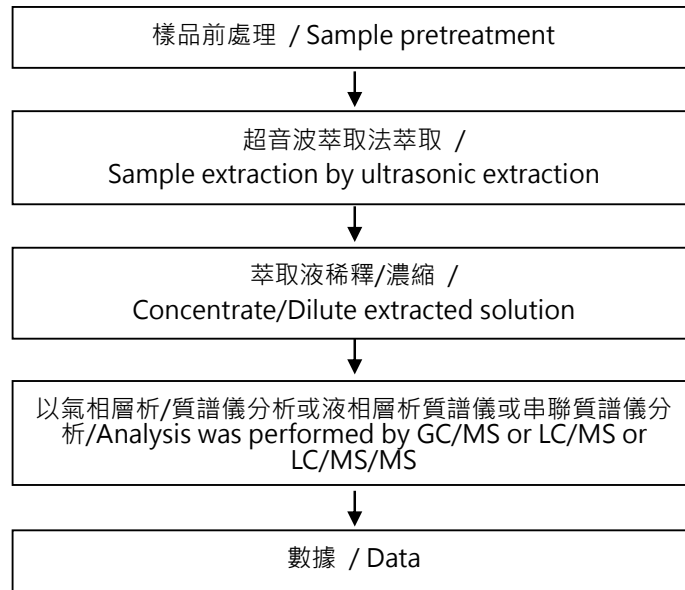 樣品前處理 / Sample pretreatment
超音波萃取法萃取 /
Sample extraction by ultrasonic extraction
萃取液稀釋/濃縮 /
Concentrate/Dilute extracted solution
以氣相層析/質譜儀分析或液相層析質譜儀或串聯質譜儀分
析/Analysis was performed by GC/MS or LC/MS or
LC/MS/MS
數據 / Data